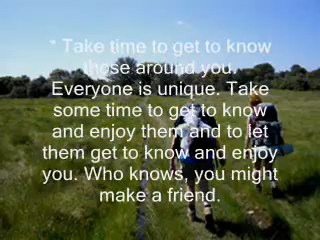 * Take time to get to know
those around you.
Everyone is unique. Take
some time to get to know
and enjoy them and to let
them get to know and enjoy
you. Who knows, you might
make a friend.